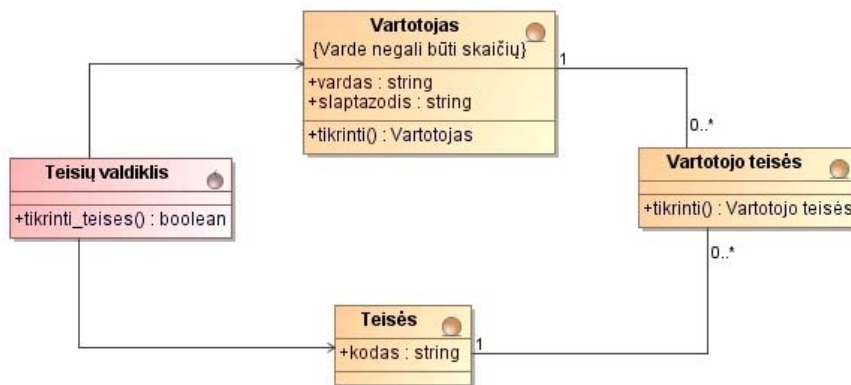 Vartotojas
{Varde negali būti skaičių}
+vardas : string
+slaptazodis : string
+tikrinti() : Vartotojas
1
0..*
Teisių valdiklis
+tikrinti_teises() : boolean
Vartotojo teisės
+tikrinti() : Vartotojo teisės
0..*
Teisės
+kodas : string
1